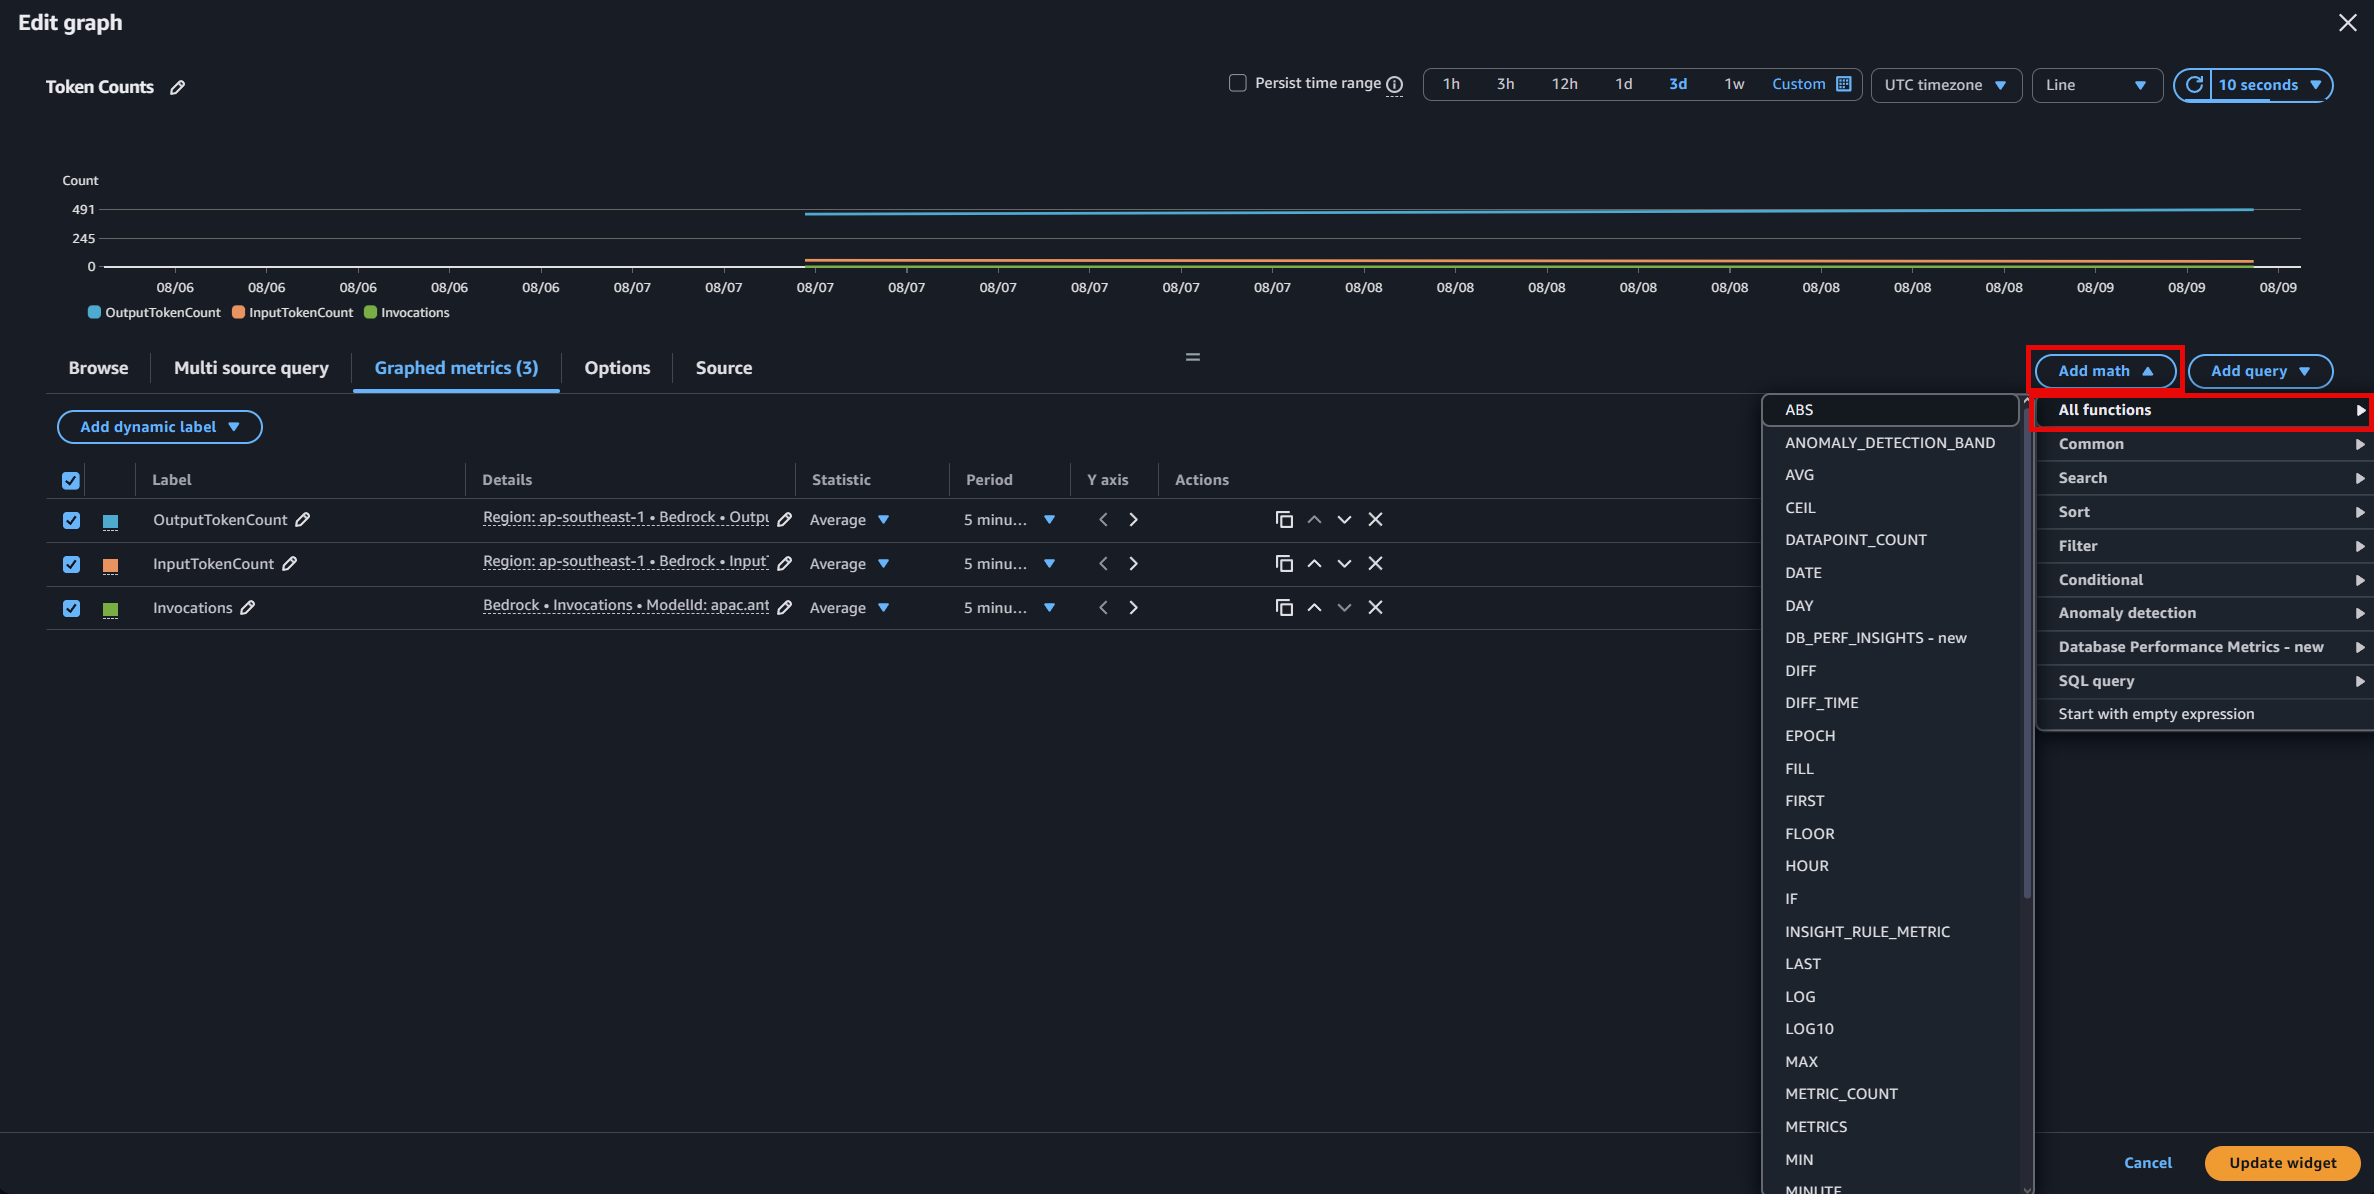 Edit graph
Token Counts
Persist time range
1h 3h 12h 1d 3d 1w Custom
UTC timezone
Line
10 seconds
Count
491
245
0
08/06 08/06 08/06 08/06 08/06 08/07 08/07 08/07 08/07 08/07 08/07 08/07 08/07 08/08 08/08 08/08 08/08 08/08 08/08 08/08 08/08 08/09 08/09 08/09
OutputTokenCount InputTokenCount Invocations
Browse Multi source query Graphed metrics (3) Options Source
Add math Add query
Add dynamic label
Label Details Statistic Period Y axis Actions
OutputTokenCount Region: ap-southeast-1 • Bedrock • Outpu Average 5 minu...
InputTokenCount Region: ap-southeast-1 • Bedrock • Input Average 5 minu...
Invocations Bedrock • Invocations • ModelId: apac.ant Average 5 minu...
ABS
ANOMALY_DETECTION_BAND
AVG
CEIL
DATAPOINT_COUNT
DATE
DAY
DB_PERF_INSIGHTS - new
DIFF
DIFF_TIME
EPOCH
FILL
FIRST
FLOOR
HOUR
IF
INSIGHT_RULE_METRIC
LAST
LOG
LOG10
MAX
METRIC_COUNT
METRICS
MIN
MINUTE
All functions
Common
Search
Sort
Filter
Conditional
Anomaly detection
Database Performance Metrics - new
SQL query
Start with empty expression
Cancel
Update widget